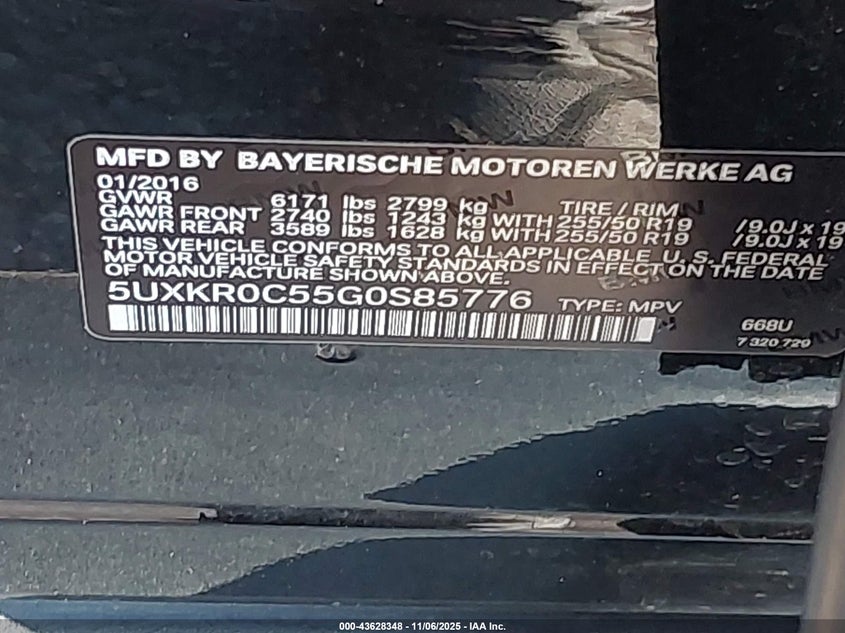 MFD BY BAYERISCHE MOTOREN WERKE AG
01/2016
GVWR 6171 lbs 2799 kg TIRE / RIM
GAWR FRONT 2740 lbs 1243 kg WITH 255/50 R19 /9.0J x 19
GAWR REAR 3589 lbs 1628 kg WITH 255/50 R19 /9.0J x 19
THIS VEHICLE CONFORMS TO ALL APPLICABLE U. S. FEDERAL
MOTOR VEHICLE SAFETY STANDARDS IN EFFECT ON THE DATE
OF MANUFACTURE SHOWN ABOVE.
5UXKR0C55G0S85776 TYPE: MPV
668U
7 320 729
000-43628348 - 11/06/2025 - IAA Inc.